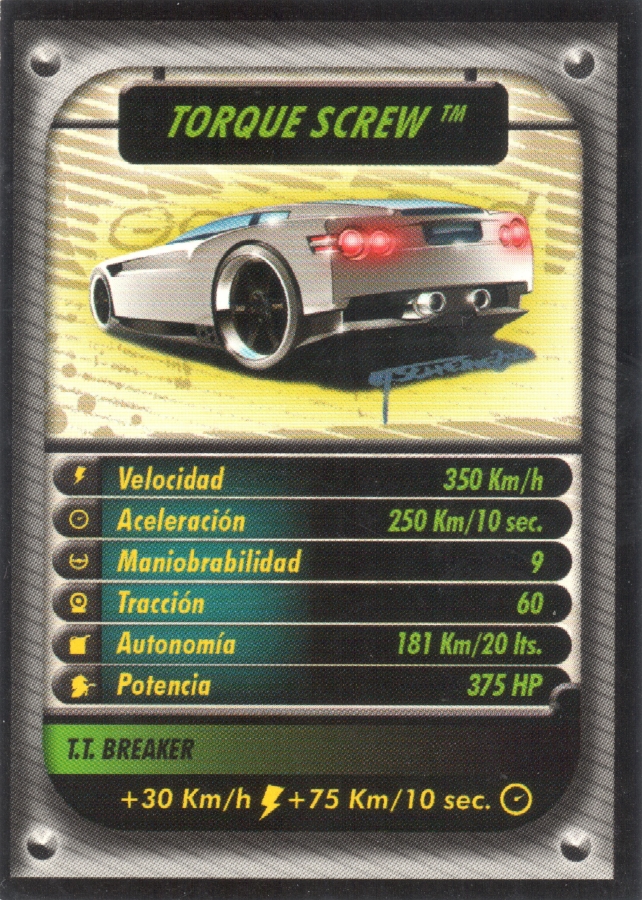 TORQUE SCREW ™
Velocidad 350 Km/h
Aceleración 250 Km/10 sec.
Maniobrabilidad 9
Tracción 60
Autonomía 181 Km/20 lts.
Potencia 375 HP
T.T. BREAKER
+30 Km/h +75 Km/10 sec.